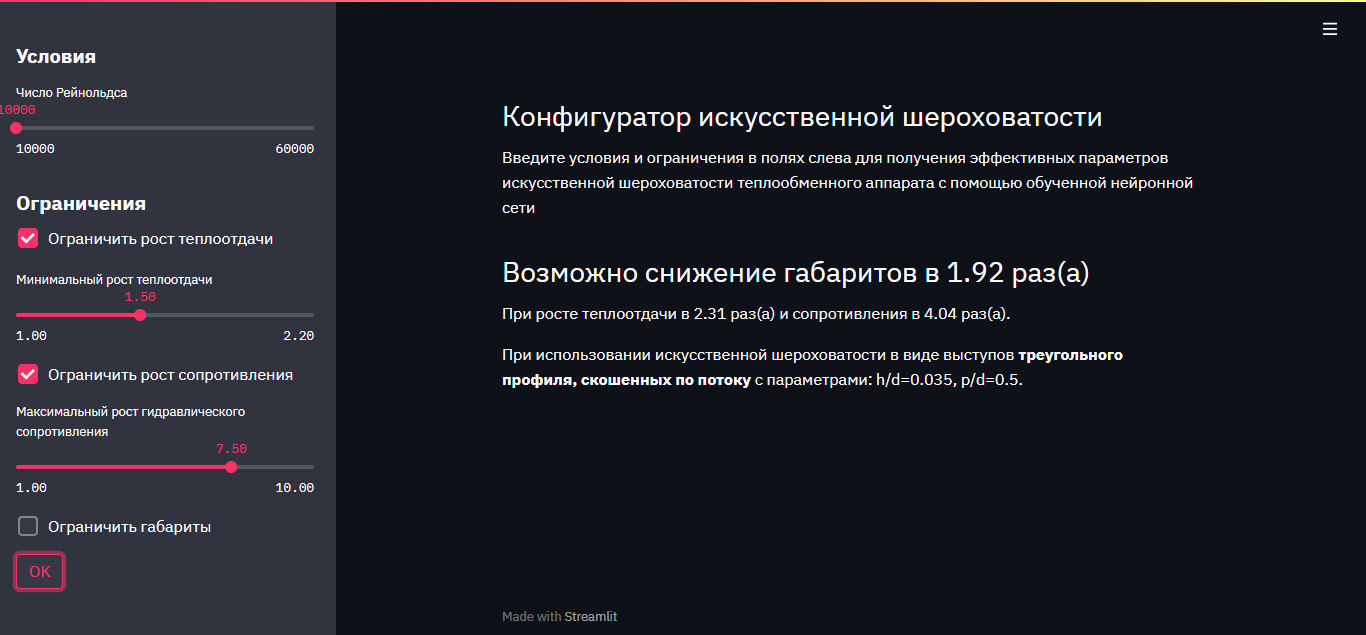 Условия
Число Рейнольдса
10000
10000 60000
Ограничения
Ограничить рост теплоотдачи
Минимальный рост теплоотдачи
1.50
1.00 2.20
Ограничить рост сопротивления
Максимальный рост гидравлического
сопротивления
7.50
1.00 10.00
Ограничить габариты
OK
Конфигуратор искусственной шероховатости
Введите условия и ограничения в полях слева для получения эффективных параметров
искусственной шероховатости теплообменного аппарата с помощью обученной нейронной
сети
Возможно снижение габаритов в 1.92 раз(а)
При росте теплоотдачи в 2.31 раз(а) и сопротивления в 4.04 раз(а).
При использовании искусственной шероховатости в виде выступов треугольного
профиля, скошенных по потоку с параметрами: h/d=0.035, p/d=0.5.
Made with Streamlit